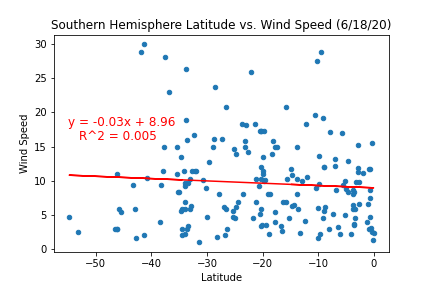 Southern Hemisphere Latitude vs. Wind Speed (6/18/20)
30
25
20
15
10
5
0
Wind Speed
y = -0.03x + 8.96
R^2 = 0.005
−50
−40
−30
−20
−10
0
Latitude